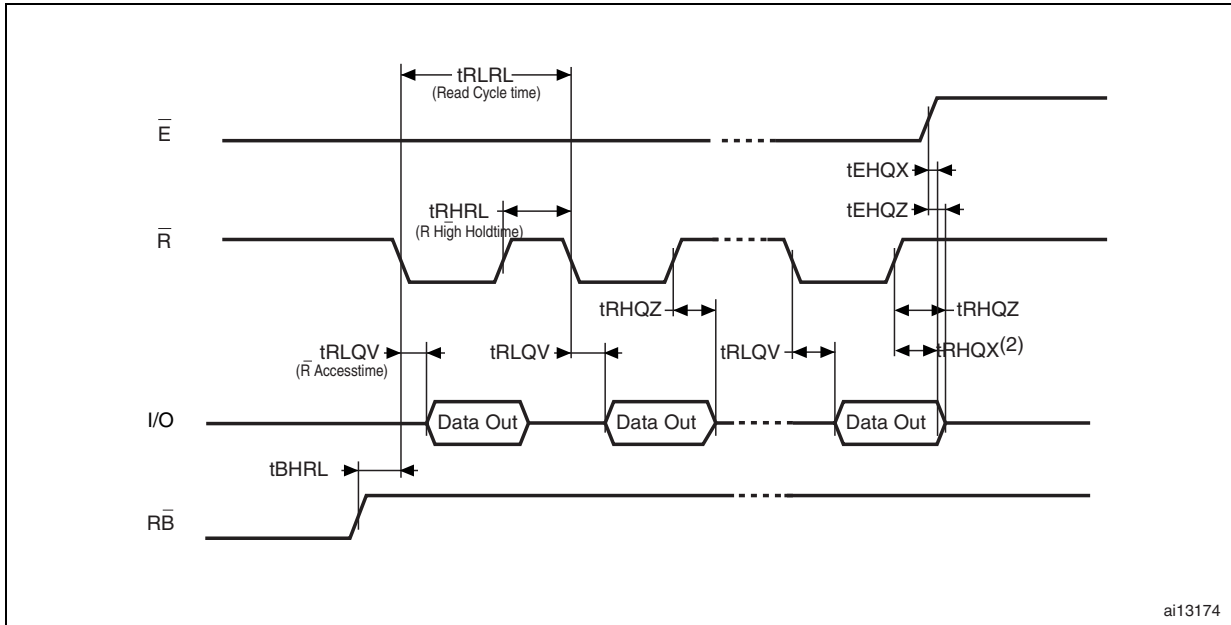 tRLRL
(Read Cycle time)
E̅
tEHQX
tEHQZ
tRHRL
(R̅ High Holdtime)
R̅
tRHQZ
tRHQZ
tRLQV
(R̅ Accesstime)
tRLQV
tRLQV
tRHQX(2)
I/O
Data Out
Data Out
Data Out
tBHRL
RB̅
ai13174